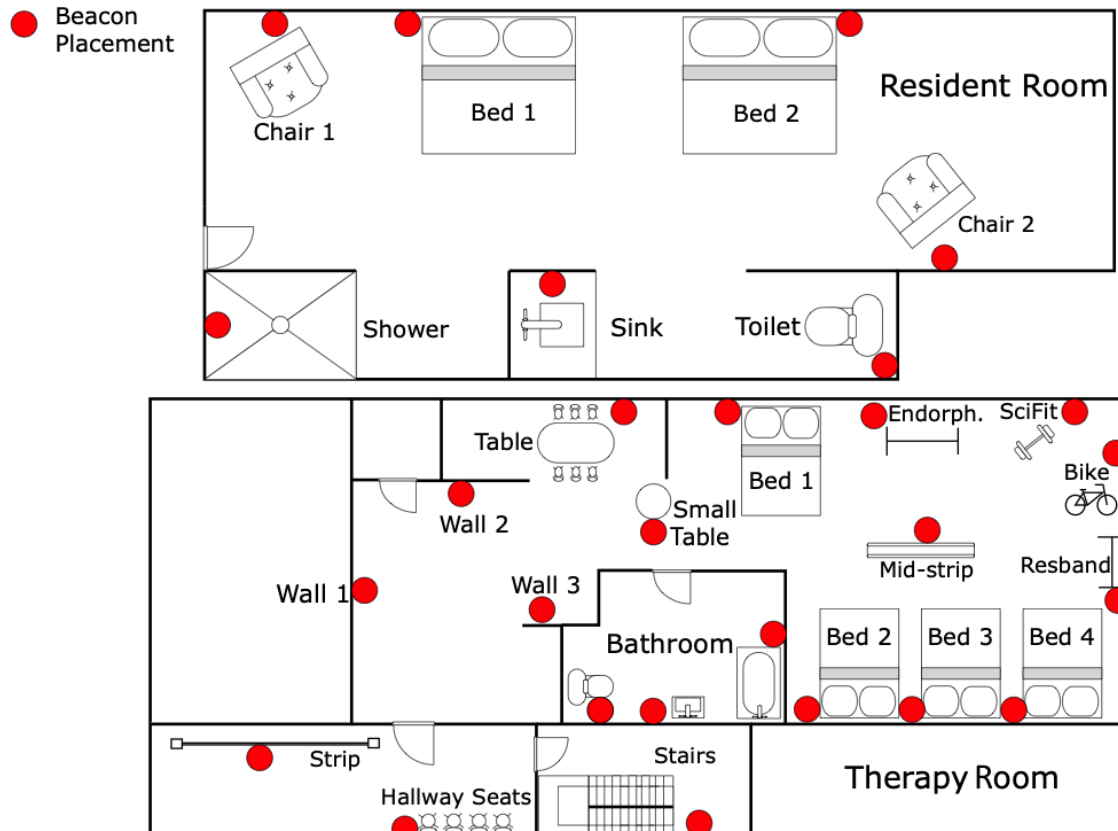 Beacon
Placement
Resident Room
Bed 1
Bed 2
Chair 1
Chair 2
Shower
Sink
Toilet
Table
Endorph.
SciFit
Bike
Bed 1
Small
Table
Wall 2
Mid-strip
Resband
Wall 1
Wall 3
Bathroom
Bed 2
Bed 3
Bed 4
Strip
Stairs
Therapy Room
Hallway Seats